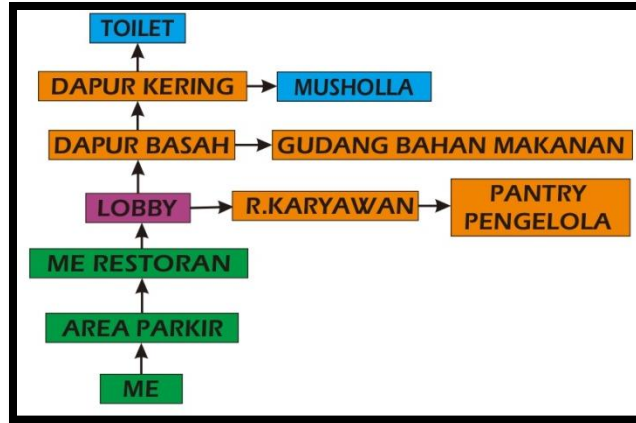 TOILET
DAPUR KERING
MUSHOLLA
DAPUR BASAH
GUDANG BAHAN MAKANAN
LOBBY
R.KARYAWAN
PANTRY
PENGELOLA
ME RESTORAN
AREA PARKIR
ME